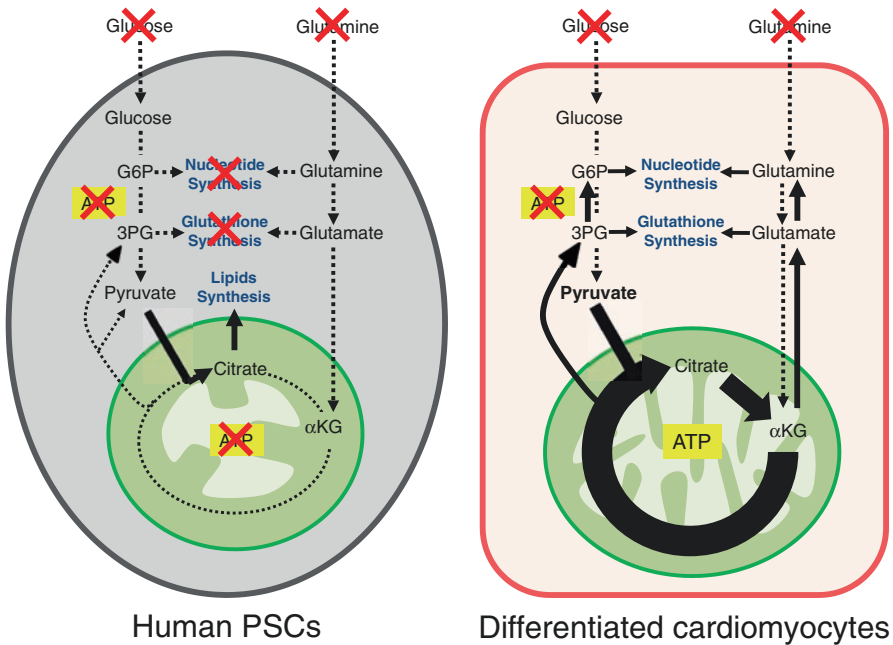 Glucose
Glutamine
Glucose
G6P
Nucleotide
Synthesis
Glutamine
ATP
3PG
Glutathione
Synthesis
Glutamate
Pyruvate
Lipids
Synthesis
Citrate
ATP
αKG
Human PSCs
Glucose
Glutamine
Glucose
G6P
Nucleotide
Synthesis
Glutamine
ATP
3PG
Glutathione
Synthesis
Glutamate
Pyruvate
Citrate
ATP
αKG
Differentiated cardiomyocytes